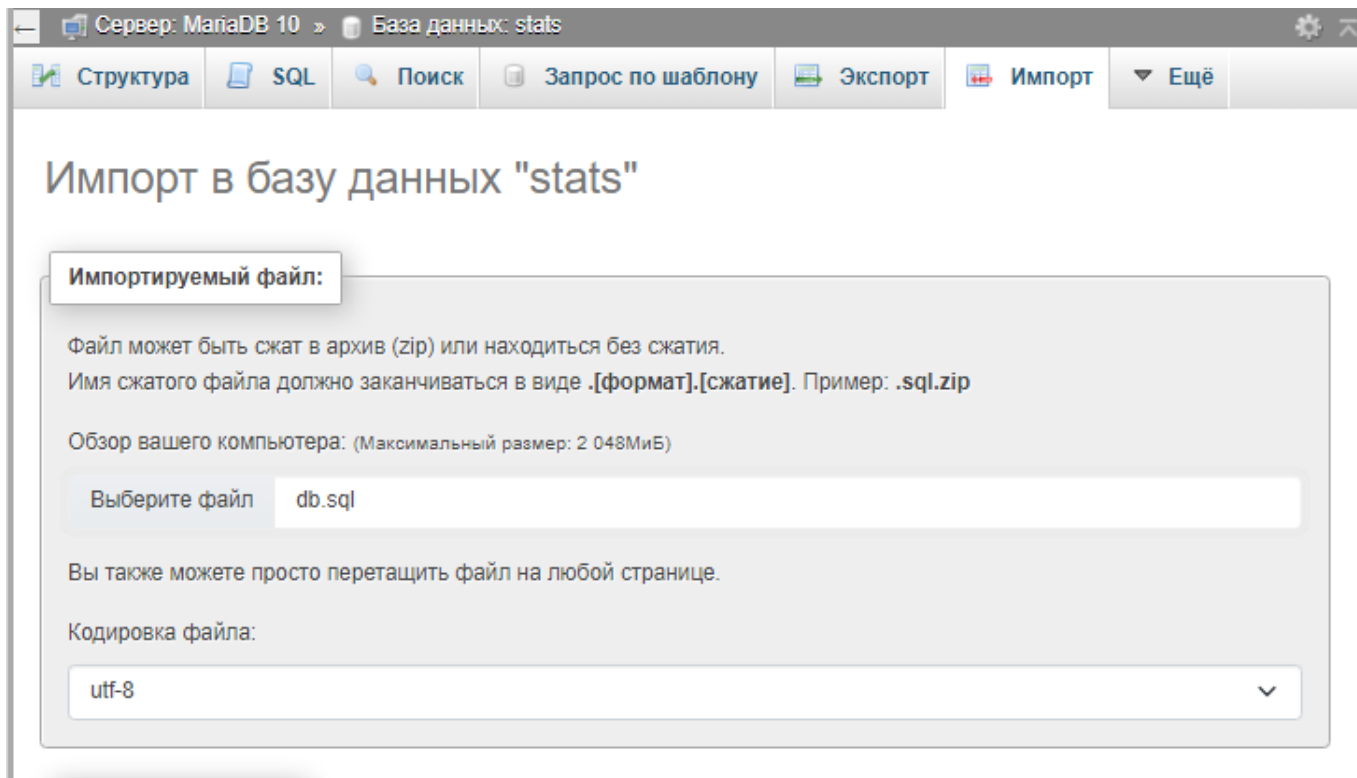 ← Сервер: MariaDB 10 » База данных: stats
Структура SQL Поиск Запрос по шаблону Экспорт Импорт Ещё
Импорт в базу данных "stats"
Импортируемый файл:
Файл может быть сжат в архив (zip) или находиться без сжатия.
Имя сжатого файла должно заканчиваться в виде .[формат].[сжатие]. Пример: .sql.zip
Обзор вашего компьютера: (Максимальный размер: 2 048МиБ)
Выберите файл db.sql
Вы также можете просто перетащить файл на любой странице.
Кодировка файла:
utf-8